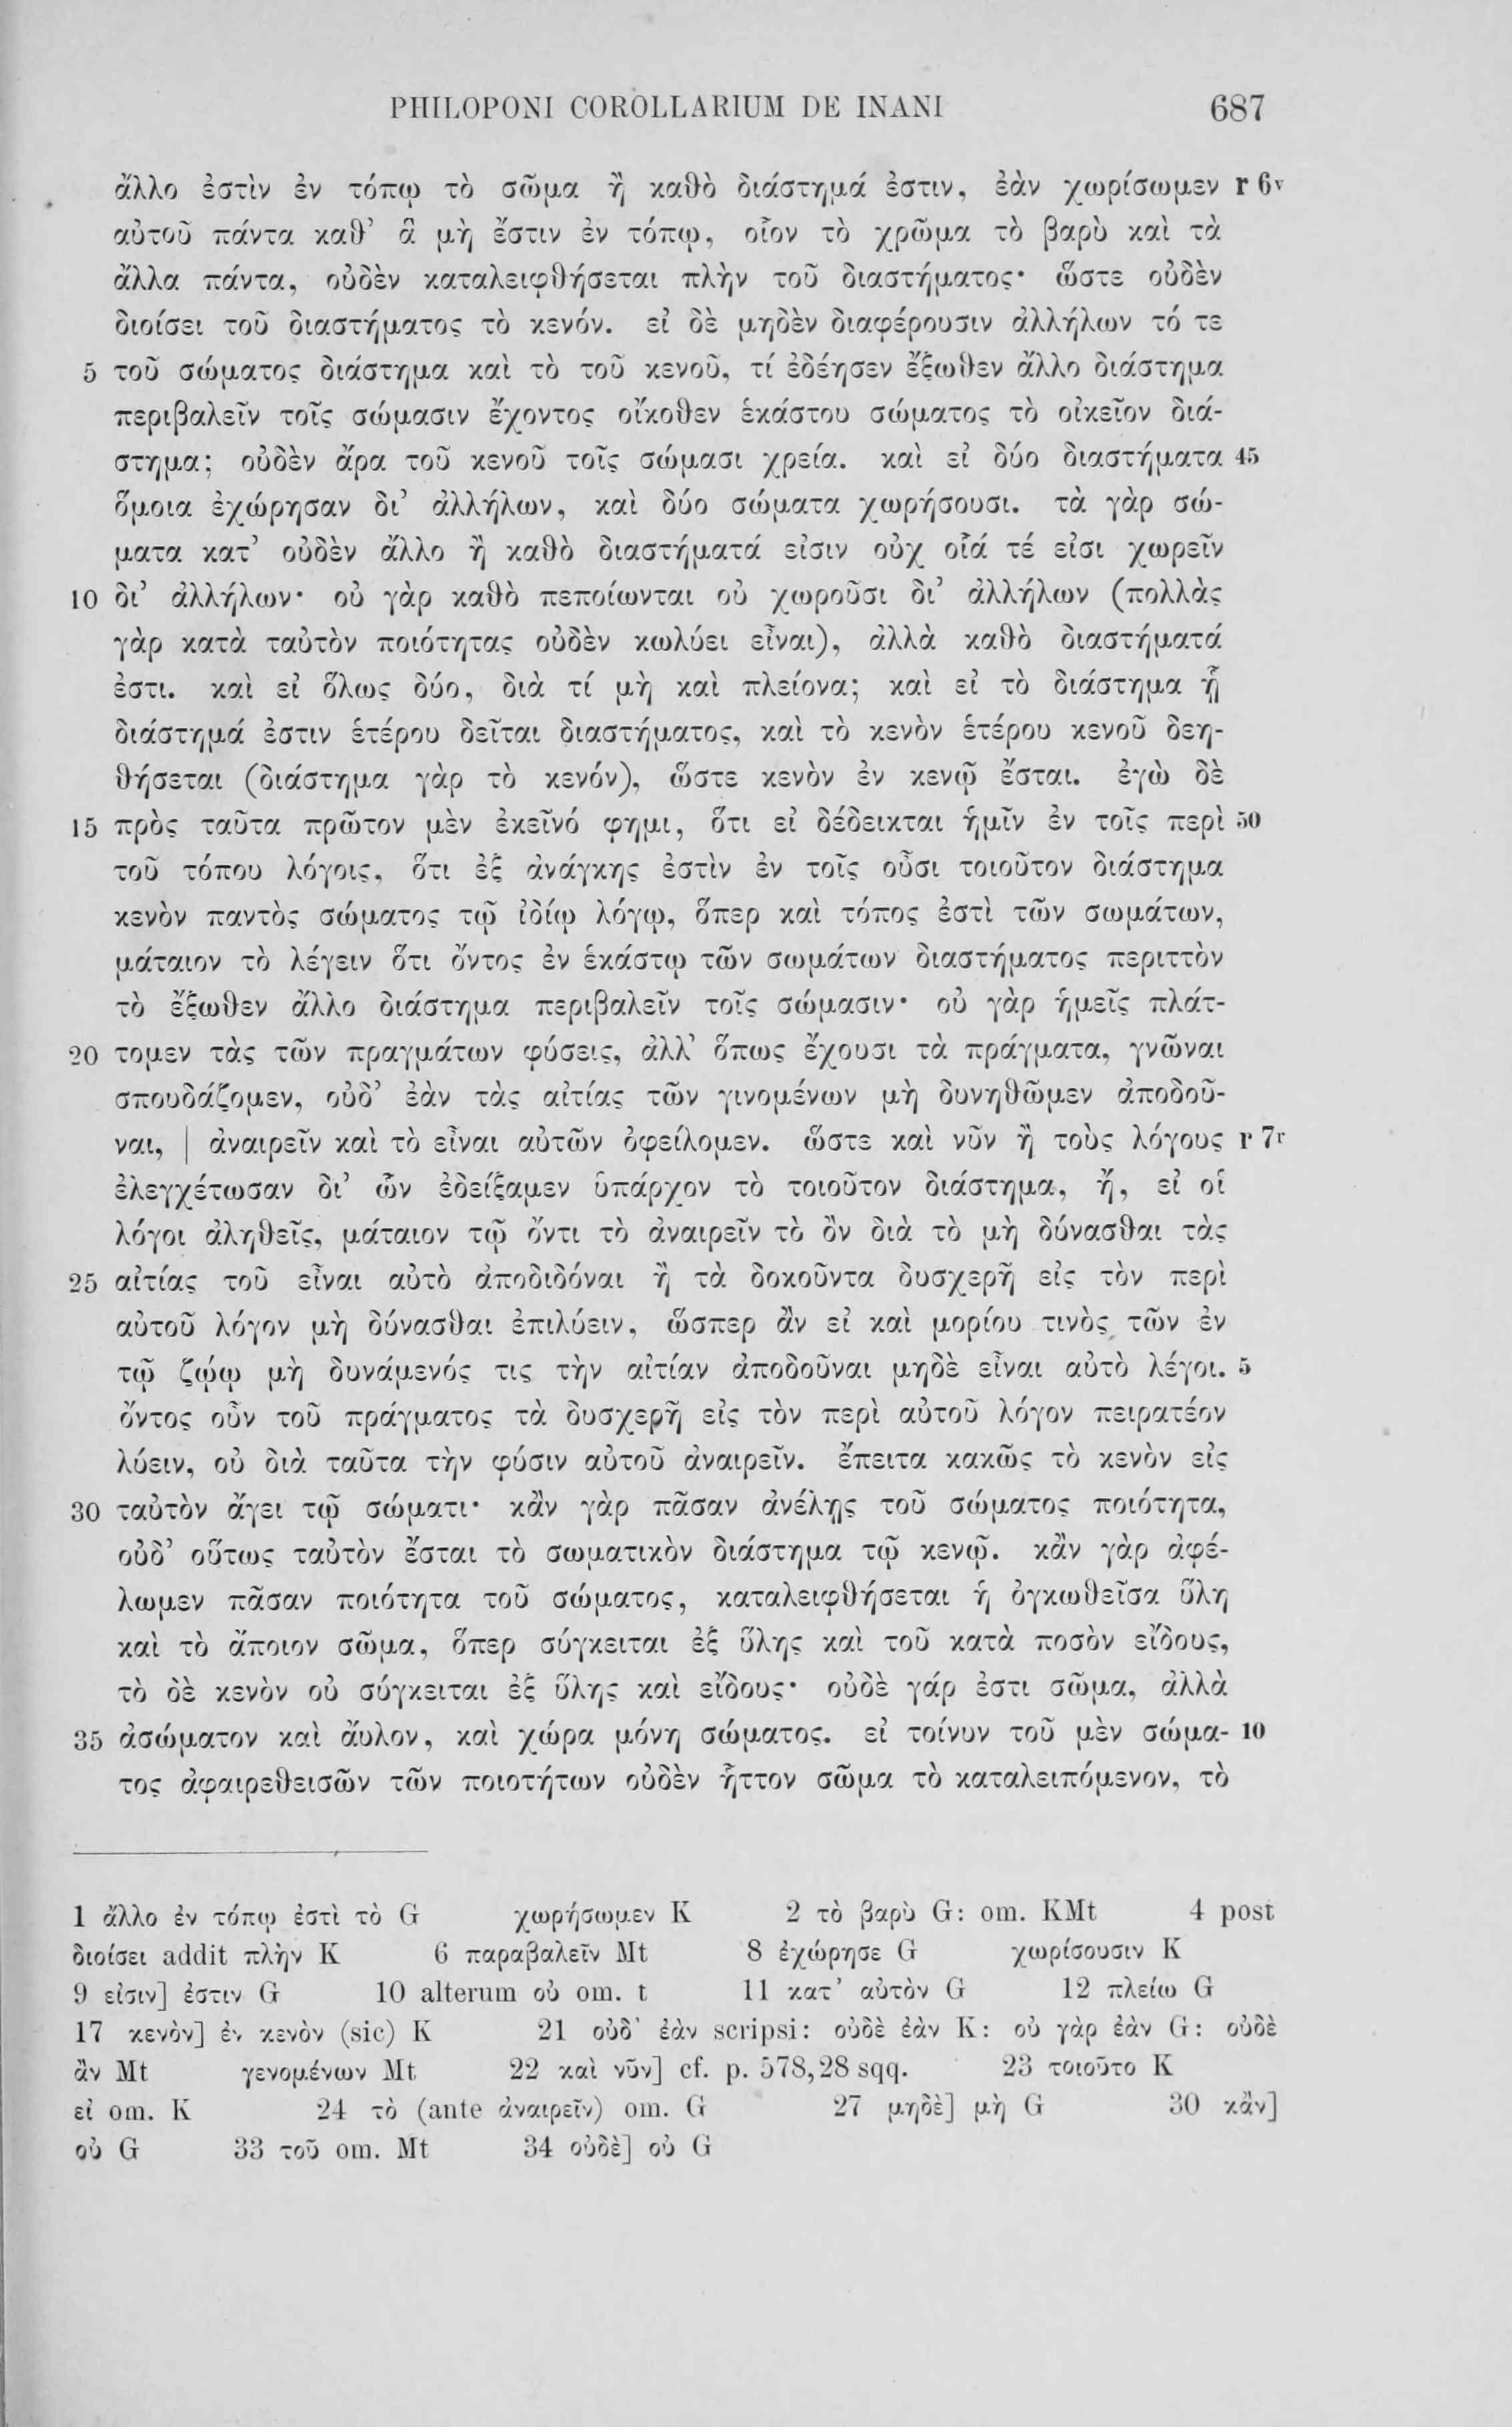 PHILOPONI COROLLARIUM DE INANI 687
ἄλλο ἐστὶν ἐν τόπῳ τὸ σῶμα ἢ καθὸ διάστημά ἐστιν, ἐὰν χωρίσωμεν r 6v
αὐτοῦ πάντα καθ’ ἃ μὴ ἔστιν ἐν τόπῳ, οἷον τὸ χρῶμα τὸ βαρὺ καὶ τὰ
ἄλλα πάντα, οὐδὲν καταλειφθήσεται πλὴν τοῦ διαστήματος· ὥστε οὐδὲν
διοίσει τοῦ διαστήματος τὸ κενόν. εἰ δὲ μηδὲν διαφέρουσιν ἀλλήλων τό τε
5 τοῦ σώματος διάστημα καὶ τὸ τοῦ κενοῦ, τί ἐδέησεν ἔξωθεν ἄλλο διάστημα
περιβαλεῖν τοῖς σώμασιν ἔχοντος οἴκοθεν ἑκάστου σώματος τὸ οἰκεῖον διά-
στημα; οὐδὲν ἄρα τοῦ κενοῦ τοῖς σώμασι χρεία. καὶ εἰ δύο διαστήματα 45
ὅμοια ἐχώρησαν δι’ ἀλλήλων, καὶ δύο σώματα χωρήσουσι. τὰ γὰρ σώ-
ματα κατ’ οὐδὲν ἄλλο ἢ καθὸ διαστήματά εἰσιν οὐχ οἷά τέ εἰσι χωρεῖν
10 δι’ ἀλλήλων· οὐ γὰρ καθὸ πεποίωνται οὐ χωροῦσι δι’ ἀλλήλων (πολλὰς
γὰρ κατὰ ταὐτὸν ποιότητας οὐδὲν κωλύει εἶναι), ἀλλὰ καθὸ διαστήματά
ἐστι. καὶ εἰ ὅλως δύο, διὰ τί μὴ καὶ πλείονα; καὶ εἰ τὸ διάστημα ᾗ
διάστημά ἐστιν ἑτέρου δεῖται διαστήματος, καὶ τὸ κενὸν ἑτέρου κενοῦ δεη-
θήσεται (διάστημα γὰρ τὸ κενόν), ὥστε κενὸν ἐν κενῷ ἔσται. ἐγὼ δὲ
15 πρὸς ταῦτα πρῶτον μὲν ἐκεῖνό φημι, ὅτι εἰ δέδεικται ἡμῖν ἐν τοῖς περὶ 50
τοῦ τόπου λόγοις, ὅτι ἐξ ἀνάγκης ἐστὶν ἐν τοῖς οὖσι τοιοῦτον διάστημα
κενὸν παντὸς σώματος τῷ ἰδίῳ λόγῳ, ὅπερ καὶ τόπος ἐστὶ τῶν σωμάτων,
μάταιον τὸ λέγειν ὅτι ὄντος ἐν ἑκάστῳ τῶν σωμάτων διαστήματος περιττὸν
τὸ ἔξωθεν ἄλλο διάστημα περιβαλεῖν τοῖς σώμασιν· οὐ γὰρ ἡμεῖς πλάτ-
20 τομεν τὰς τῶν πραγμάτων φύσεις, ἀλλ’ ὅπως ἔχουσι τὰ πράγματα, γνῶναι
σπουδάζομεν, οὐδ’ ἐὰν τὰς αἰτίας τῶν γινομένων μὴ δυνηθῶμεν ἀποδοῦ-
ναι, | ἀναιρεῖν καὶ τὸ εἶναι αὐτῶν ὀφείλομεν. ὥστε καὶ νῦν ἢ τοὺς λόγους r 7r
ἐλεγχέτωσαν δι’ ὧν ἐδείξαμεν ὑπάρχον τὸ τοιοῦτον διάστημα, ἤ, εἰ οἱ
λόγοι ἀληθεῖς, μάταιον τῷ ὄντι τὸ ἀναιρεῖν τὸ ὂν διὰ τὸ μὴ δύνασθαι τὰς
25 αἰτίας τοῦ εἶναι αὐτὸ ἀποδιδόναι ἢ τὰ δοκοῦντα δυσχερῆ εἰς τὸν περὶ
αὐτοῦ λόγον μὴ δύνασθαι ἐπιλύειν, ὥσπερ ἂν εἰ καὶ μορίου τινὸς τῶν ἐν
τῷ ζῴῳ μὴ δυνάμενός τις τὴν αἰτίαν ἀποδοῦναι μηδὲ εἶναι αὐτὸ λέγοι. 5
ὄντος οὖν τοῦ πράγματος τὰ δυσχερῆ εἰς τὸν περὶ αὐτοῦ λόγον πειρατέον
λύειν, οὐ διὰ ταῦτα τὴν φύσιν αὐτοῦ ἀναιρεῖν. ἔπειτα κακῶς τὸ κενὸν εἰς
30 ταὐτὸν ἄγει τῷ σώματι· κἂν γὰρ πᾶσαν ἀνέλῃς τοῦ σώματος ποιότητα,
οὐδ’ οὕτως ταὐτὸν ἔσται τὸ σωματικὸν διάστημα τῷ κενῷ. κἂν γὰρ ἀφέ-
λωμεν πᾶσαν ποιότητα τοῦ σώματος, καταλειφθήσεται ἡ ὀγκωθεῖσα ὕλη
καὶ τὸ ἄποιον σῶμα, ὅπερ σύγκειται ἐξ ὕλης καὶ τοῦ κατὰ ποσὸν εἴδους,
τὸ δὲ κενὸν οὐ σύγκειται ἐξ ὕλης καὶ εἴδους· οὐδὲ γάρ ἐστι σῶμα, ἀλλὰ
35 ἀσώματον καὶ ἄυλον, καὶ χώρα μόνη σώματος. εἰ τοίνυν τοῦ μὲν σώμα- 10
τος ἀφαιρεθεισῶν τῶν ποιοτήτων οὐδὲν ἧττον σῶμα τὸ καταλειπόμενον, τὸ
1 ἄλλο ἐν τόπῳ ἐστὶ τὸ G χωρήσωμεν K 2 τὸ βαρὺ G: om. KMt 4 post
διοίσει addit πλὴν K 6 παραβαλεῖν Mt 8 ἐχώρησε G χωρίσουσιν K
9 εἰσιν] ἐστιν G 10 alterum οὐ om. t 11 κατ’ αὐτὸν G 12 πλείω G
17 κενὸν] ἐν κενὸν (sic) K 21 οὐδ’ ἐὰν scripsi: οὐδὲ ἐὰν K: οὐ γὰρ ἐὰν G: οὐδὲ
ἂν Mt γενομένων Mt 22 καὶ νῦν] cf. p. 578,28 sqq. 23 τοιοῦτο K
εἰ om. K 24 τὸ (ante ἀναιρεῖν) om. G 27 μηδὲ] μὴ G 30 κἂν]
οὐ G 33 τοῦ om. Mt 34 οὐδὲ] οὐ G